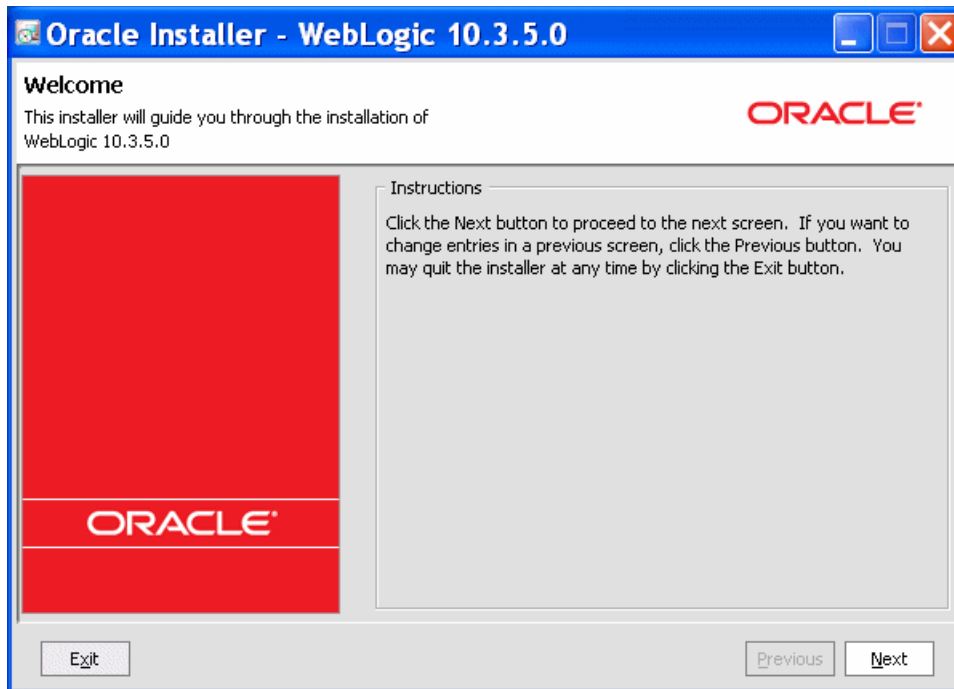 Oracle Installer - WebLogic 10.3.5.0
Welcome
This installer will guide you through the installation of
WebLogic 10.3.5.0
ORACLE
Instructions
Click the Next button to proceed to the next screen.  If you want to
change entries in a previous screen, click the Previous button.  You
may quit the installer at any time by clicking the Exit button.
ORACLE
Exit
Previous
Next